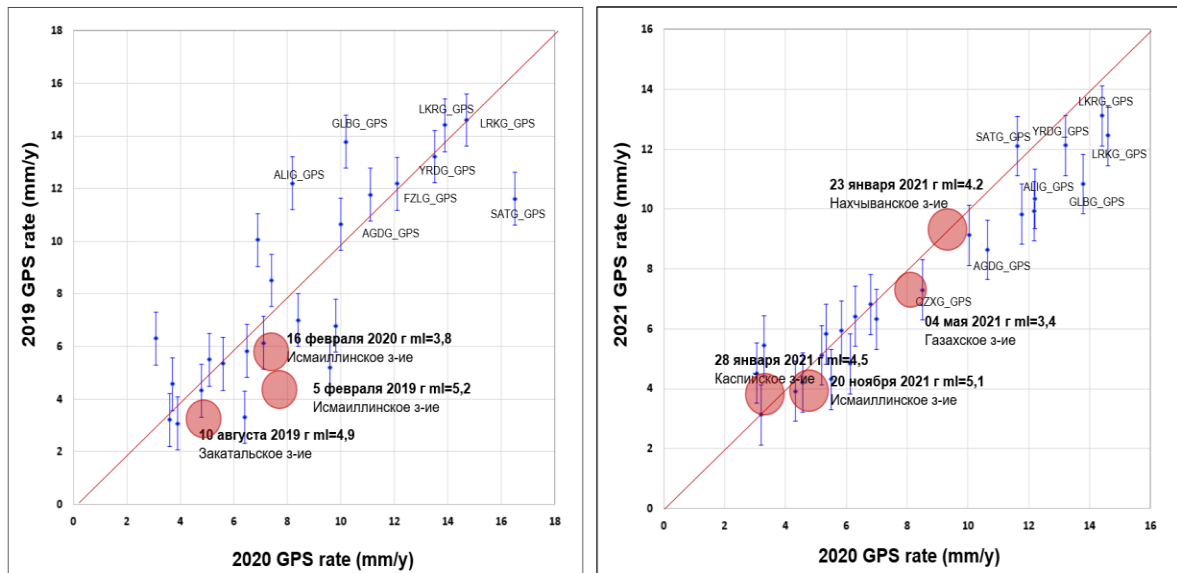 18
16
14
12
10
8
6
4
2
0
2019 GPS rate (mm/y)
LKRG_GPS
GLBG_GPS
LRKG_GPS
ALIG_GPS
YRDG_GPS
FZLG_GPS
SATG_GPS
AGDG_GPS
16 февраля 2020 г ml=3,8
Исмаиллинское з-ие
5 февраля 2019 г ml=5,2
Исмаиллинское з-ие
10 августа 2019 г ml=4,9
Закатальское з-ие
0 2 4 6 8 10 12 14 16 18
2020 GPS rate (mm/y)
16
14
12
10
8
6
4
2
0
2021 GPS rate (mm/y)
LKRG_GPS
SATG_GPS
YRDG_GPS
LRKG_GPS
23 января 2021 г ml=4.2
Нахчыванское з-ие
ALIG_GPS
GLBG_GPS
AGDG_GPS
QZXG_GPS
04 мая 2021 г ml=3,4
Газахское з-ие
28 января 2021 г ml=4,5
Каспийское з-ие
20 ноября 2021 г ml=5,1
Исмаиллинское з-ие
0 2 4 6 8 10 12 14 16
2020 GPS rate (mm/y)